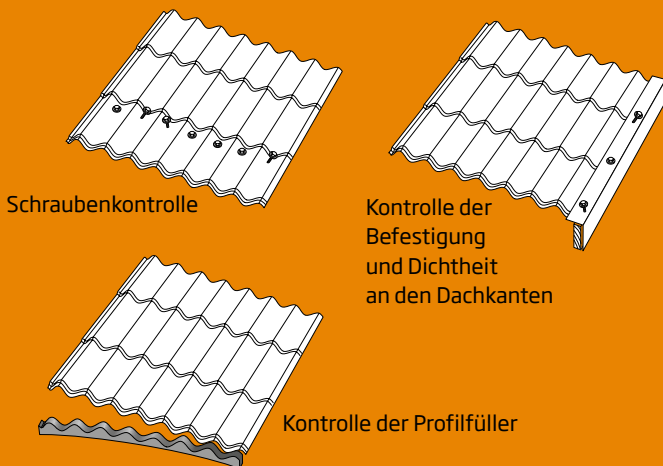 Schraubenkontrolle
Kontrolle der
Befestigung
und Dichtheit
an den Dachkanten
Kontrolle der Profilfüller